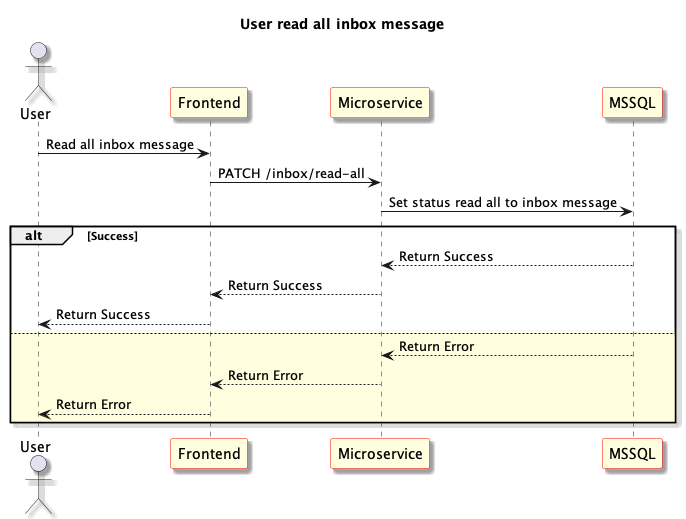 User read all inbox message
User
Frontend
Microservice
MSSQL
Read all inbox message
PATCH /inbox/read-all
Set status read all to inbox message
alt [Success]
Return Success
Return Success
Return Success
Return Error
Return Error
Return Error
User
Frontend
Microservice
MSSQL